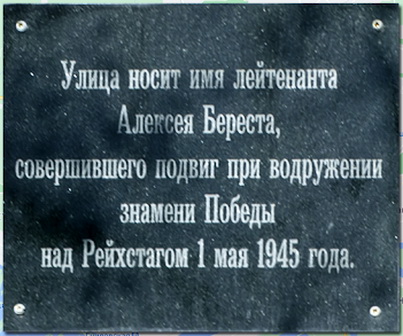 Улица носит имя лейтенанта
Алексея Береста,
совершившего подвиг при водружении
знамени Победы
над Рейхстагом 1 мая 1945 года.